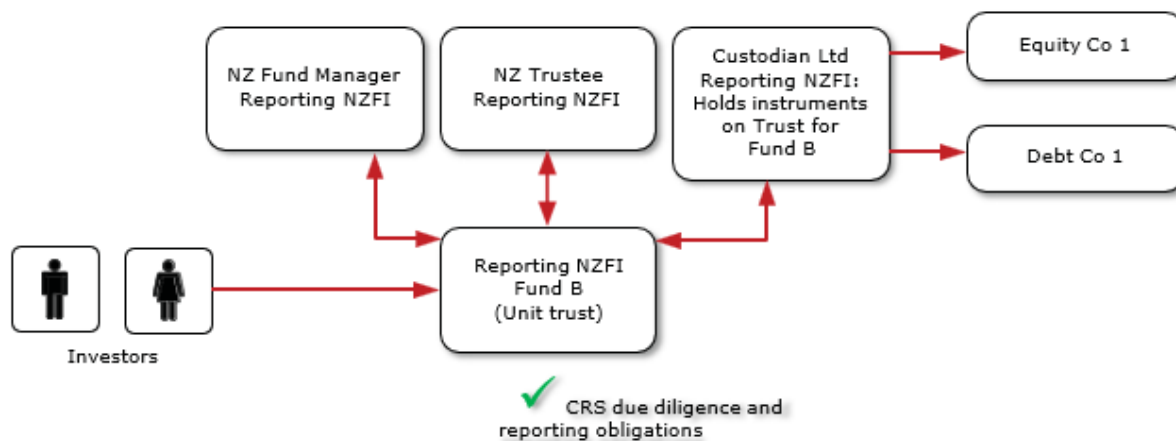 NZ Fund Manager
Reporting NZFI
NZ Trustee
Reporting NZFI
Custodian Ltd
Reporting NZFI:
Holds instruments
on Trust for
Fund B
Equity Co 1
Debt Co 1
Investors
Reporting NZFI
Fund B
(Unit trust)
CRS due diligence and
reporting obligations